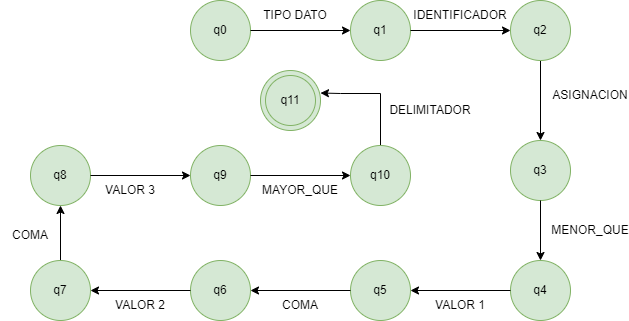 q0
TIPO DATO
q1
IDENTIFICADOR
q2
ASIGNACION
q3
MENOR_QUE
q4
VALOR 1
q5
COMA
q6
VALOR 2
q7
COMA
q8
VALOR 3
q9
MAYOR_QUE
q10
DELIMITADOR
q11